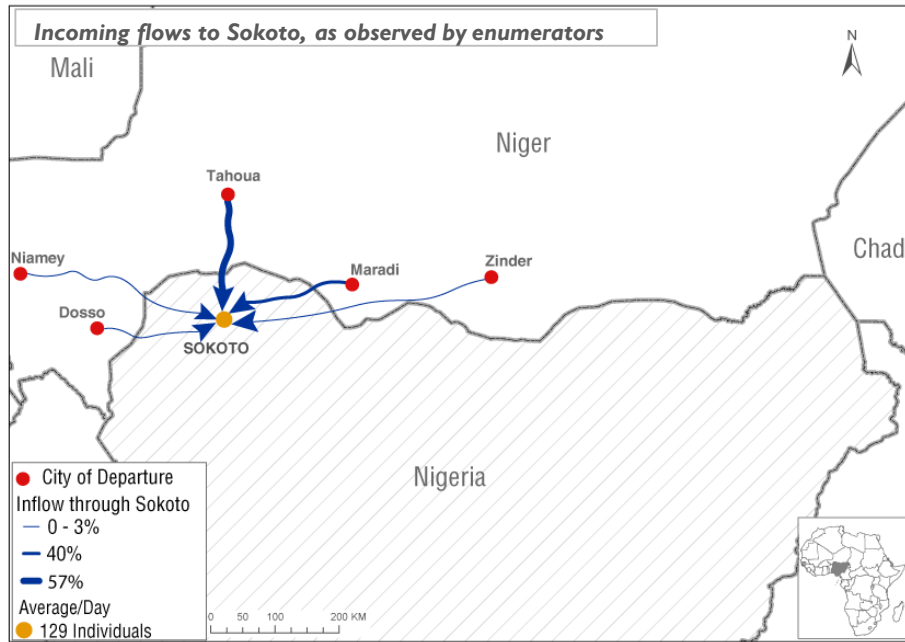 Incoming flows to Sokoto, as observed by enumerators
Mali
N
Niger
Tahoua
Chad
Niamey
Maradi
Zinder
Dosso
SOKOTO
Nigeria
City of Departure
Inflow through Sokoto
0 - 3%
40%
57%
Average/Day
129 Individuals
0 50 100 200 KM